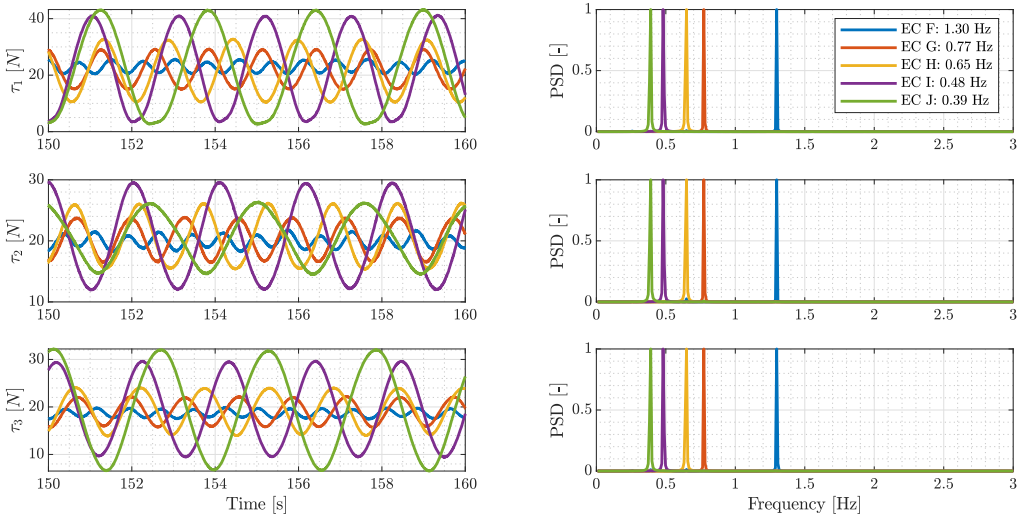 40
20
0
τ1 [N]
150 152 154 156 158 160
1
0.5
0
PSD [-]
0 0.5 1 1.5 2 2.5 3
EC F: 1.30 Hz
EC G: 0.77 Hz
EC H: 0.65 Hz
EC I: 0.48 Hz
EC J: 0.39 Hz
30
20
10
τ2 [N]
150 152 154 156 158 160
1
0.5
0
PSD [-]
0 0.5 1 1.5 2 2.5 3
30
20
10
τ3 [N]
150 152 154 156 158 160
Time [s]
1
0.5
0
PSD [-]
0 0.5 1 1.5 2 2.5 3
Frequency [Hz]